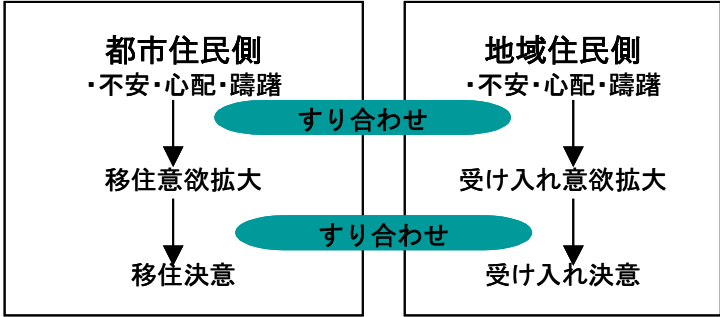 都市住民側
・不安・心配・躊躇
すり合わせ
移住意欲拡大
すり合わせ
移住決意
地域住民側
・不安・心配・躊躇
受け入れ意欲拡大
受け入れ決意